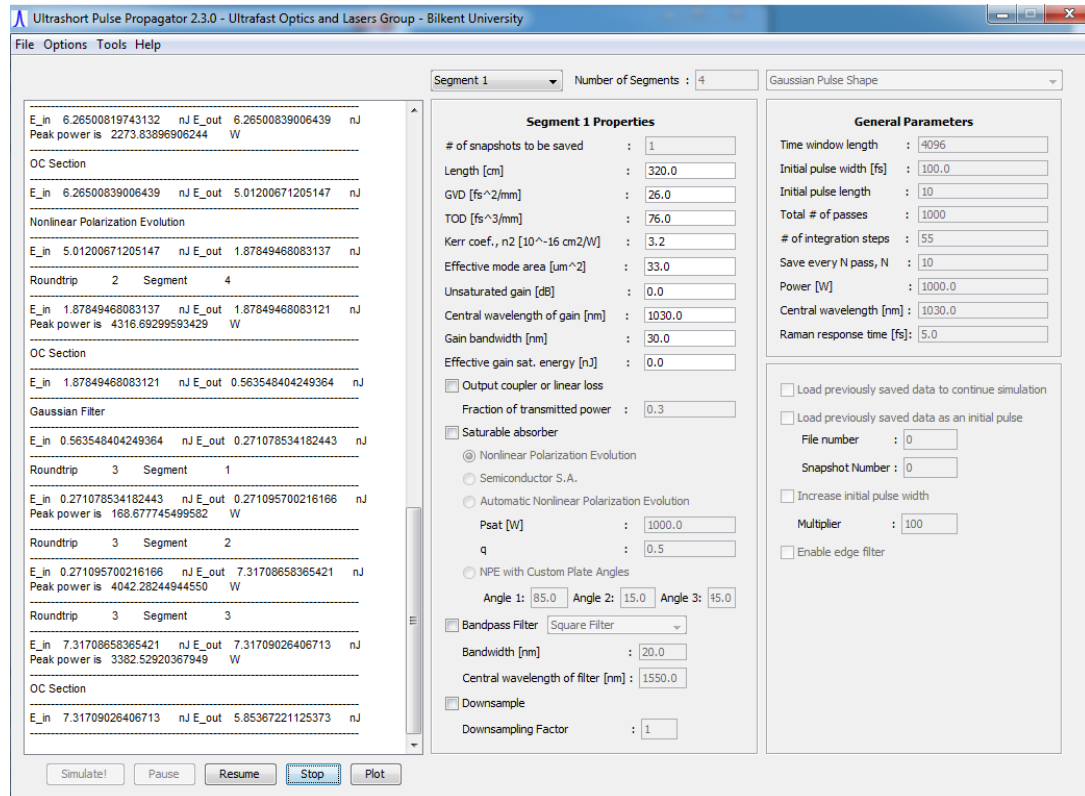 Ultrashort Pulse Propagator 2.3.0 - Ultrafast Optics and Lasers Group - Bilkent University
File Options Tools Help
Segment 1 Number of Segments : 4 Gaussian Pulse Shape
E_in 6.26500819743132 nJ E_out 6.26500839006439 nJ
Peak power is 2273.83896906244 W
OC Section
E_in 6.26500839006439 nJ E_out 5.01200671205147 nJ
Nonlinear Polarization Evolution
E_in 5.01200671205147 nJ E_out 1.87849468083137 nJ
Roundtrip 2 Segment 4
E_in 1.87849468083137 nJ E_out 1.87849468083121 nJ
Peak power is 4316.69299593429 W
OC Section
E_in 1.87849468083121 nJ E_out 0.563548404249364 nJ
Gaussian Filter
E_in 0.563548404249364 nJ E_out 0.271078534182443 nJ
Roundtrip 3 Segment 1
E_in 0.271078534182443 nJ E_out 0.271095700216166 nJ
Peak power is 168.677745499582 W
Roundtrip 3 Segment 2
E_in 0.271095700216166 nJ E_out 7.31708658365421 nJ
Peak power is 4042.28244944550 W
Roundtrip 3 Segment 3
E_in 7.31708658365421 nJ E_out 7.31709026406713 nJ
Peak power is 3382.52920367949 W
OC Section
E_in 7.31709026406713 nJ E_out 5.85367221125373 nJ
Simulate! Pause Resume Stop Plot
Segment 1 Properties
# of snapshots to be saved : 1
Length [cm] : 320.0
GVD [fs^2/mm] : 26.0
TOD [fs^3/mm] : 76.0
Kerr coef., n2 [10^-16 cm2/W] : 3.2
Effective mode area [um^2] : 33.0
Unsaturated gain [dB] : 0.0
Central wavelength of gain [nm] : 1030.0
Gain bandwidth [nm] : 30.0
Effective gain sat. energy [nJ] : 0.0
Output coupler or linear loss
Fraction of transmitted power : 0.3
Saturable absorber
Nonlinear Polarization Evolution
Semiconductor S.A.
Automatic Nonlinear Polarization Evolution
Psat [W] : 1000.0
q : 0.5
NPE with Custom Plate Angles
Angle 1: 85.0 Angle 2: 15.0 Angle 3: 45.0
Bandpass Filter Square Filter
Bandwidth [nm] : 20.0
Central wavelength of filter [nm] : 1550.0
Downsample
Downsampling Factor : 1
General Parameters
Time window length : 4096
Initial pulse width [fs] : 100.0
Initial pulse length : 10
Total # of passes : 1000
# of integration steps : 55
Save every N pass, N : 10
Power [W] : 1000.0
Central wavelength [nm] : 1030.0
Raman response time [fs]: 5.0
Load previously saved data to continue simulation
Load previously saved data as an initial pulse
File number : 0
Snapshot Number : 0
Increase initial pulse width
Multiplier : 100
Enable edge filter